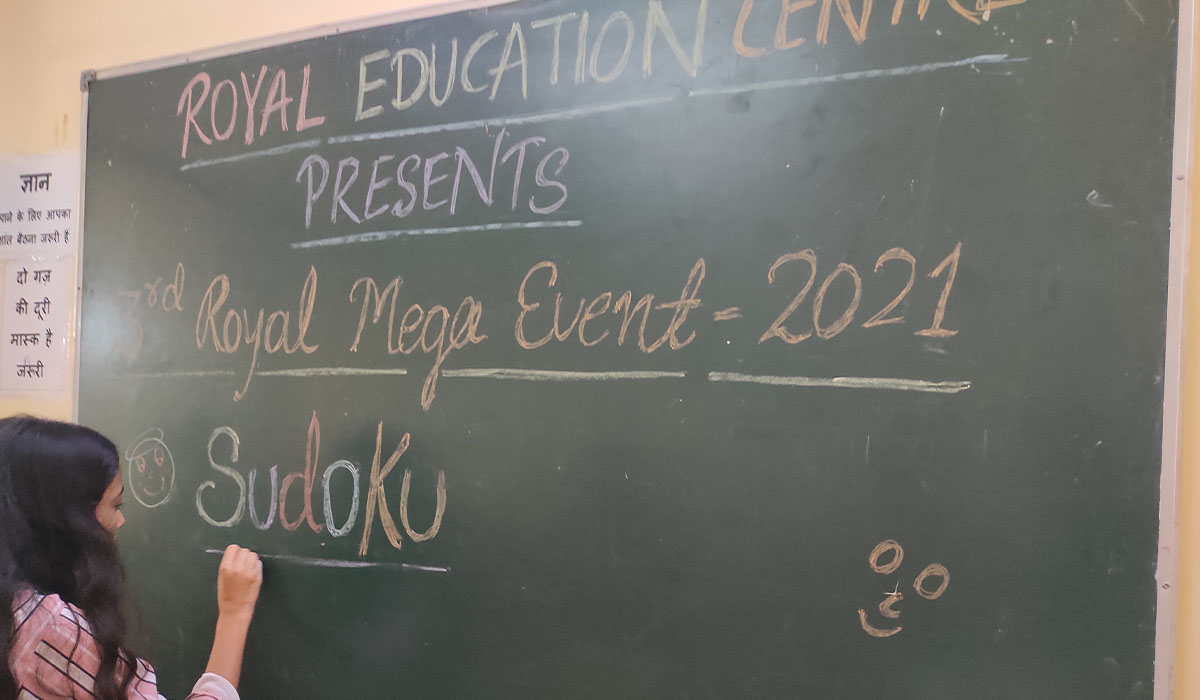 ROYAL EDUCATION CENTRE
PRESENTS
3rd Royal Mega Event = 2021
Sudoku
ज्ञान
पाने के लिए आपका
शांत बैठना जरुरी है
दो गज़
की दूरी
मास्क है
जरुरी